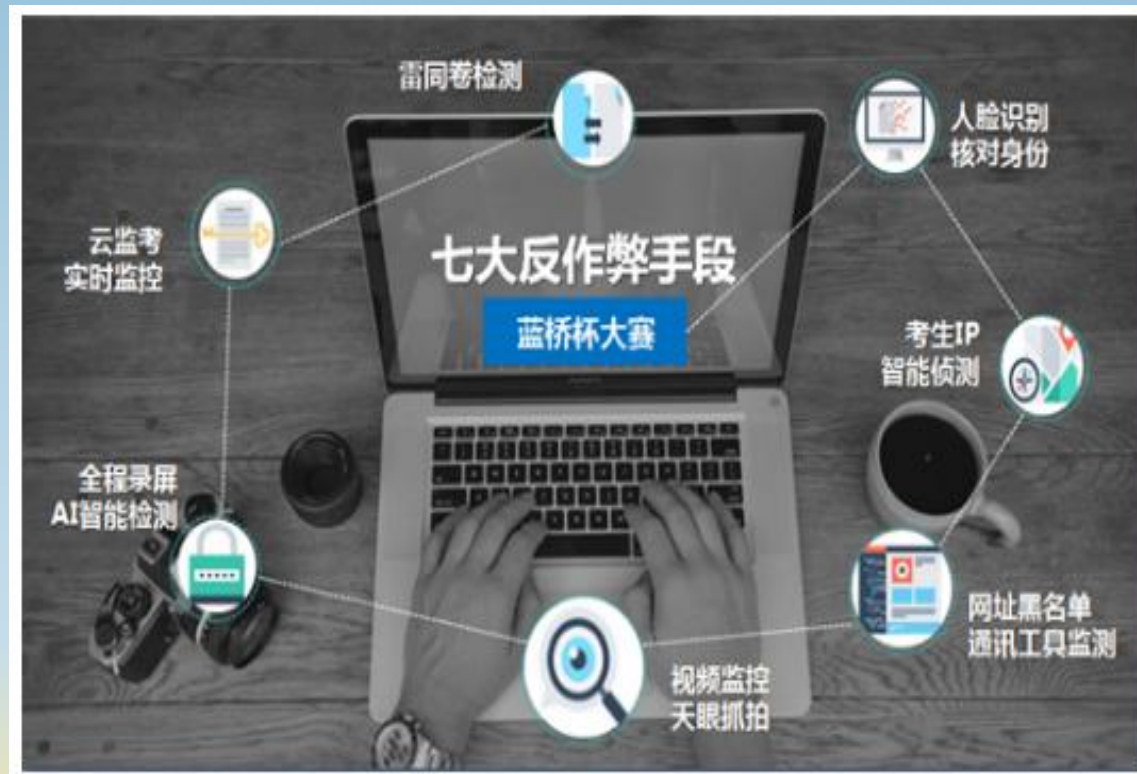 七大反作弊手段
蓝桥杯大赛
人脸识别
核对身份
考生IP
智能侦测
网址黑名单
通讯工具监测
视频监控
天眼抓拍
全程录屏
AI智能检测
云监考
实时监控
雷同卷检测